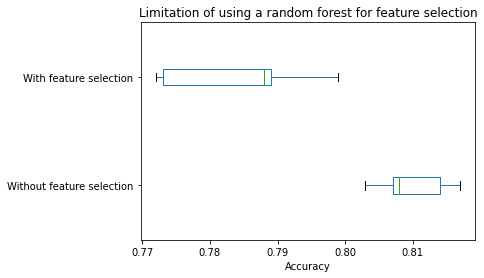 Limitation of using a random forest for feature selection
With feature selection
Without feature selection
0.77 0.78 0.79 0.80 0.81
Accuracy